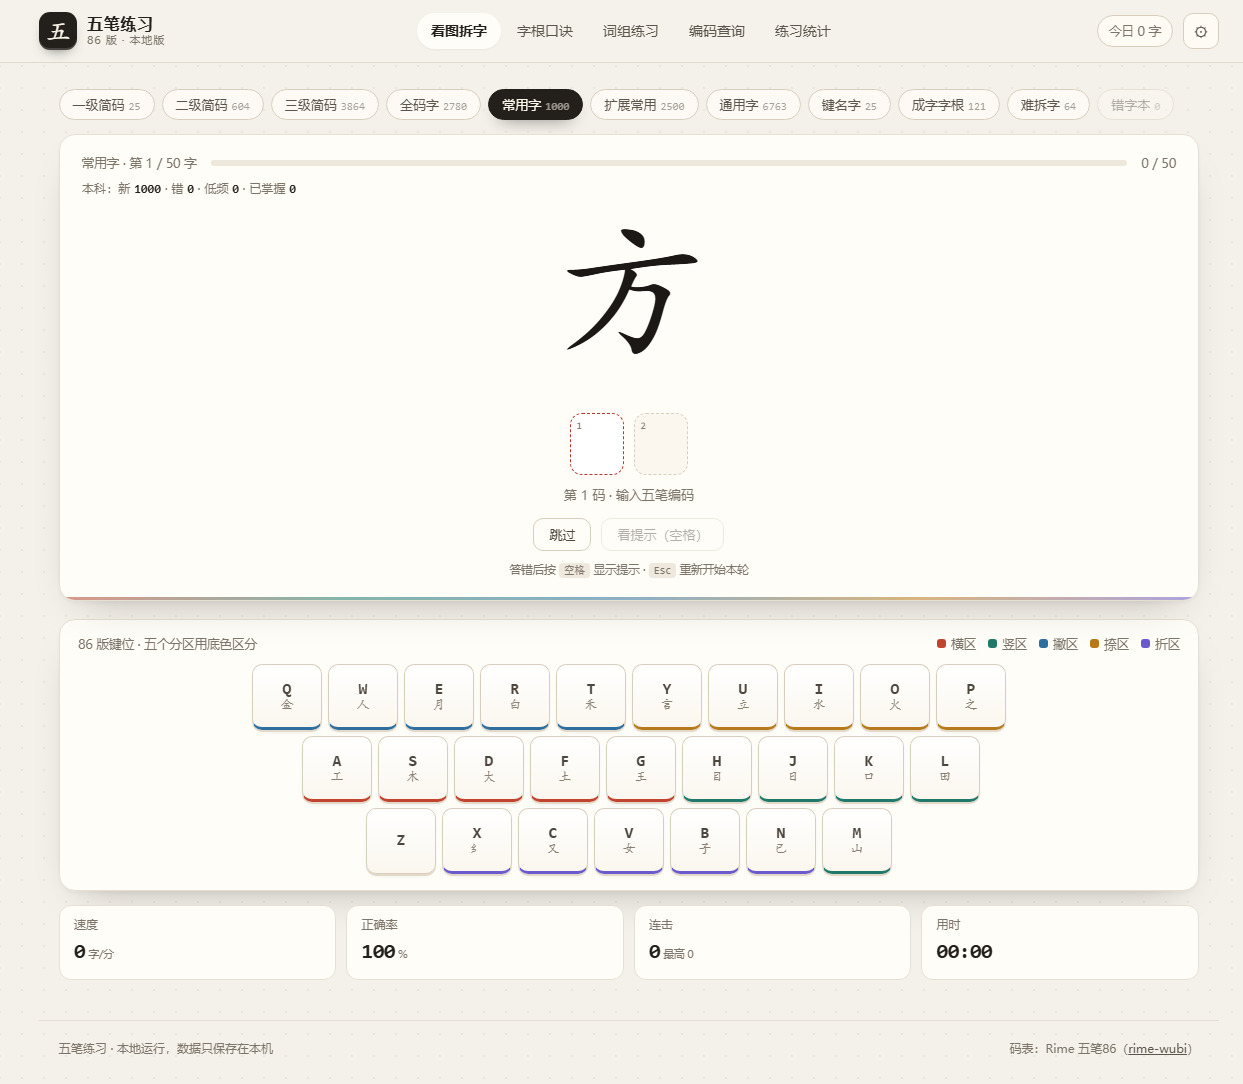 五 五笔练习
86 版 · 本地版
看图拆字 字根口诀 词组练习 编码查询 练习统计
今日 0 字
一级简码 25 二级简码 604 三级简码 3864 全码字 2780 常用字 1000 扩展常用 2500 通用字 6763 键名字 25 成字字根 121 难拆字 64 错字本 0
常用字 · 第 1 / 50 字 0 / 50
本科：新 1000 · 错 0 · 低频 0 · 已掌握 0
方
1 2
第 1 码 · 输入五笔编码
跳过 看提示（空格）
答错后按 空格 显示提示 · Esc 重新开始本轮
86 版键位 · 五个分区用底色区分 横区 竖区 撇区 捺区 折区
Q W E R T Y U I O P
金 人 月 白 禾 言 立 水 火 之
A S D F G H J K L
工 木 大 土 王 目 日 口 田
Z X C V B N M
纟 又 女 子 已 山
速度 正确率 连击 用时
0 字/分 100 % 0 最高 0 00:00
五笔练习 · 本地运行，数据只保存在本机 码表：Rime 五笔86（rime-wubi）